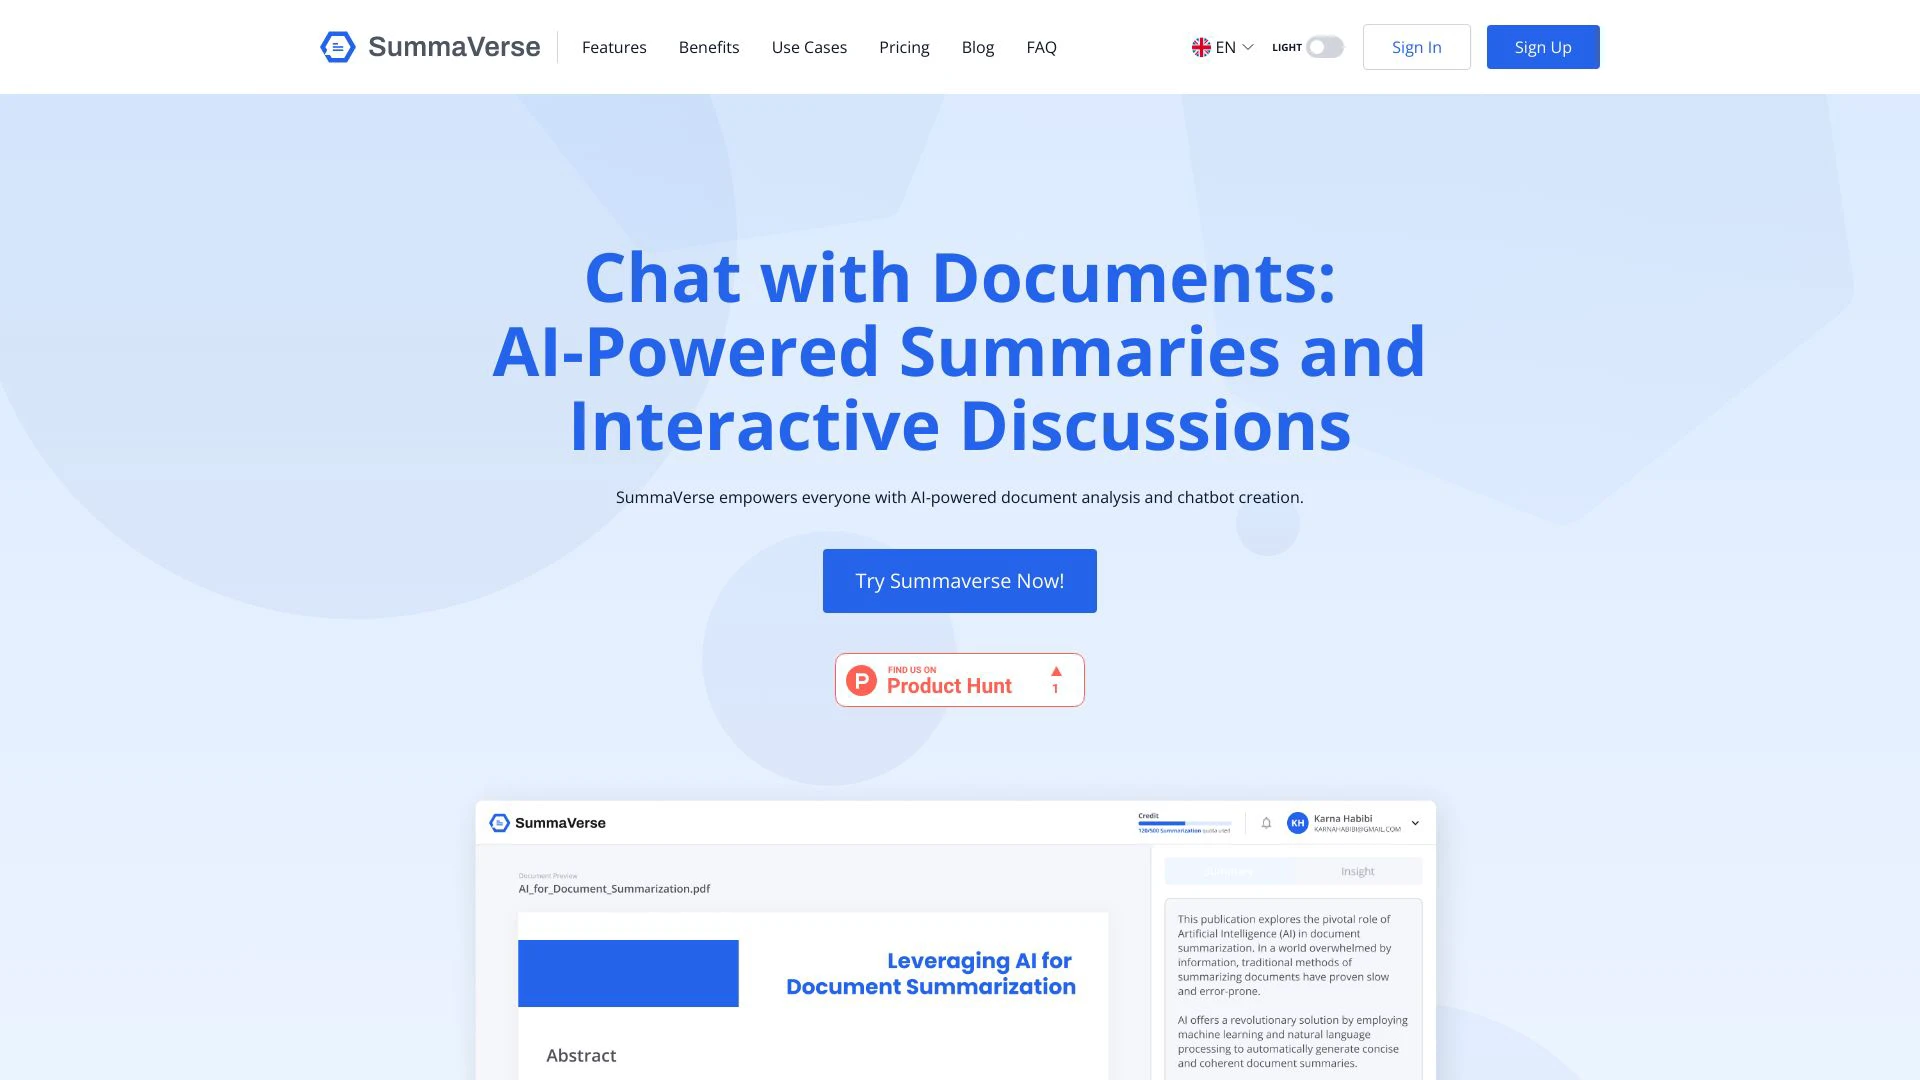 SummaVerse
Features
Benefits
Use Cases
Pricing
Blog
FAQ
EN
LIGHT
Sign In
Sign Up
Chat with Documents:
AI-Powered Summaries and
Interactive Discussions
SummaVerse empowers everyone with AI-powered document analysis and chatbot creation.
Try Summaverse Now!
P
FIND US ON
Product Hunt
1
SummaVerse
Credit
120/500 Summarization quota used
KH
Karna Habibi
KARNAHABIBI@GMAIL.COM
Document Preview
AI_for_Document_Summarization.pdf
Summary
Insight
Leveraging AI for
Document Summarization
Abstract
This publication explores the pivotal role of
Artificial Intelligence (AI) in document
summarization. In a world overwhelmed by
information, traditional methods of
summarizing documents have proven slow
and error-prone.
AI offers a revolutionary solution by employing
machine learning and natural language
processing to automatically generate concise
and coherent document summaries.